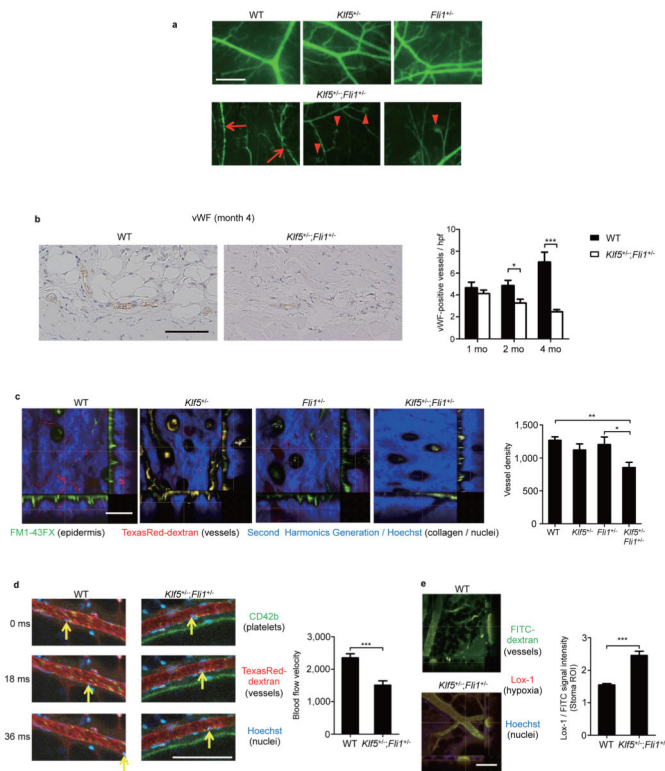 a
WT
Klf5+/-
Fli1+/-
Klf5+/-;Fli1+/-
b
vWF (month 4)
WT
Klf5+/-;Fli1+/-
vWF-positive vessels / hpf
10
8
6
4
2
0
*
***
WT
Klf5+/-;Fli1+/-
1 mo
2 mo
4 mo
c
WT
Klf5+/-
Fli1+/-
Klf5+/-;Fli1+/-
FM1-43FX (epidermis)
TexasRed-dextran (vessels)
Second Harmonics Generation / Hoechst (collagen / nuclei)
Vessel density
1,500
1,000
500
0
**
*
WT
Klf5+/-
Fli1+/-
Klf5+/-
Fli1+/-
d
WT
Klf5+/-;Fli1+/-
0 ms
18 ms
36 ms
CD42b
(platelets)
TexasRed-
dextran
(vessels)
Hoechst
(nuclei)
Blood flow velocity
3,000
2,000
1,000
0
***
WT
Klf5+/-;Fli1+/-
e
WT
Klf5+/-;Fli1+/-
FITC-
dextran
(vessels)
Lox-1
(hypoxia)
Hoechst
(nuclei)
Lox-1 / FITC signal intensity
(Stoma ROI)
3
2
1
0
***
WT
Klf5+/-;Fli1+/